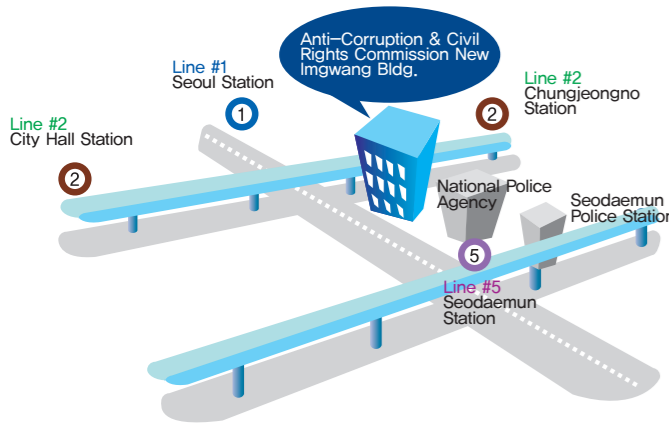 Anti-Corruption & Civil
Rights Commission New
Imgwang Bldg.
Line #1
Seoul Station
1
Line #2
Chungjeongno
Station
2
Line #2
City Hall Station
2
National Police
Agency
Seodaemun
Police Station
5
Line #5
Seodaemun
Station